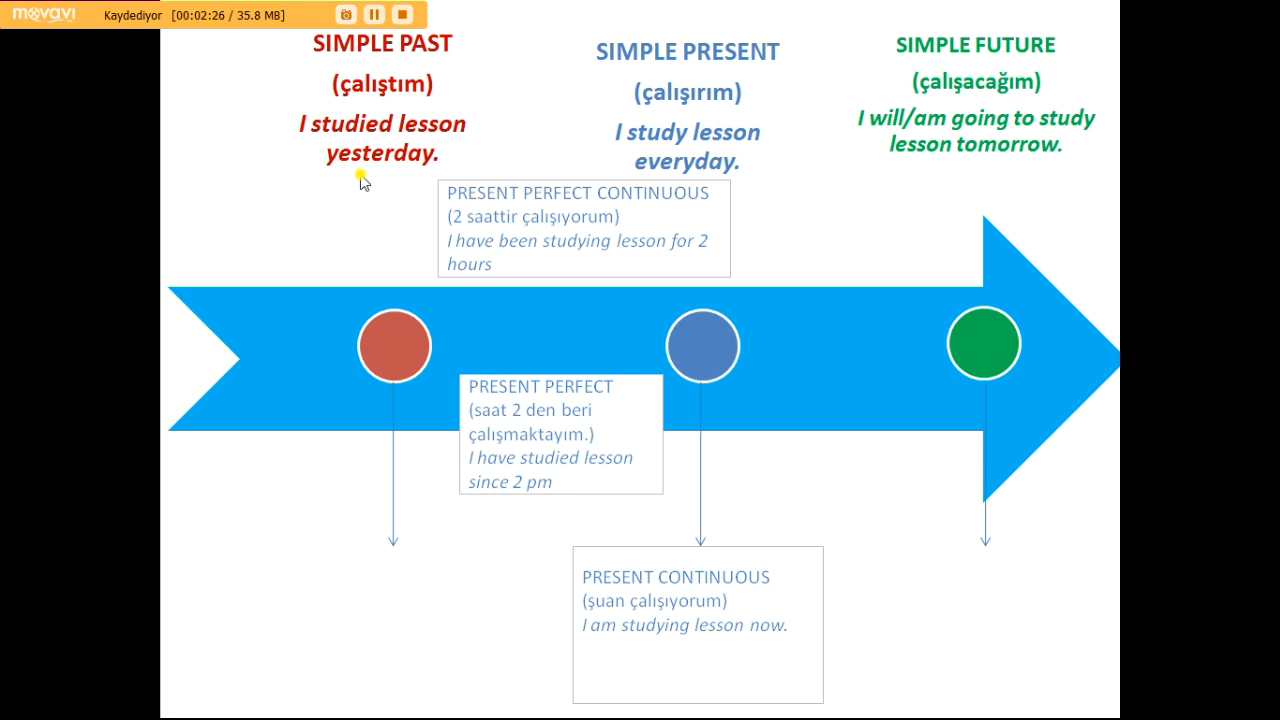 movavi
Kaydediyor [00:02:26 / 35.8 MB]
SIMPLE PAST
(çalıştım)
I studied lesson
yesterday.
SIMPLE PRESENT
(çalışırım)
I study lesson
everyday.
SIMPLE FUTURE
(çalışacağım)
I will/am going to study
lesson tomorrow.
PRESENT PERFECT CONTINUOUS
(2 saattir çalışıyorum)
I have been studying lesson for 2
hours
PRESENT PERFECT
(saat 2 den beri
çalışmaktayım.)
I have studied lesson
since 2 pm
PRESENT CONTINUOUS
(şuan çalışıyorum)
I am studying lesson now.